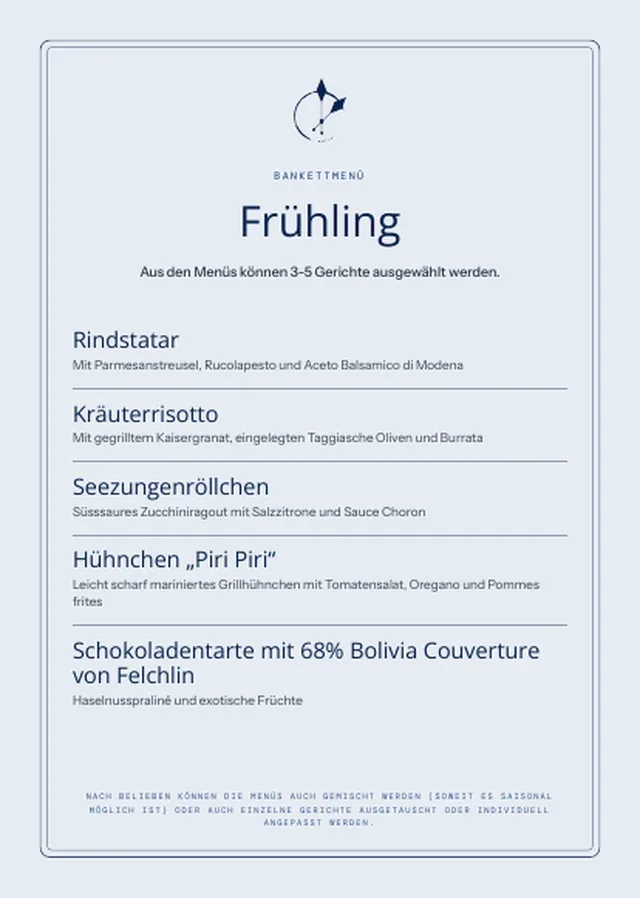 BANKETTMENÜ
Frühling
Aus den Menüs können 3-5 Gerichte ausgewählt werden.
Rindstatar
Mit Parmesanstreusel, Rucolapesto und Aceto Balsamico di Modena
Kräuterrisotto
Mit gegrilltem Kaisergranat, eingelegten Taggiasche Oliven und Burrata
Seezungenröllchen
Süsssaures Zucchiniragout mit Salzzitrone und Sauce Choron
Hühnchen „Piri Piri“
Leicht scharf mariniertes Grillhühnchen mit Tomatensalat, Oregano und Pommes
frites
Schokoladentarte mit 68% Bolivia Couverture
von Felchlin
Haselnusspraliné und exotische Früchte
NACH BELIEBEN KÖNNEN DIE MENÜS AUCH GEMISCHT WERDEN (SOWEIT ES SAISONAL
MÖGLICH IST) ODER AUCH EINZELNE GERICHTE AUSGETAUSCHT ODER INDIVIDUELL
ANGEPASST WERDEN.